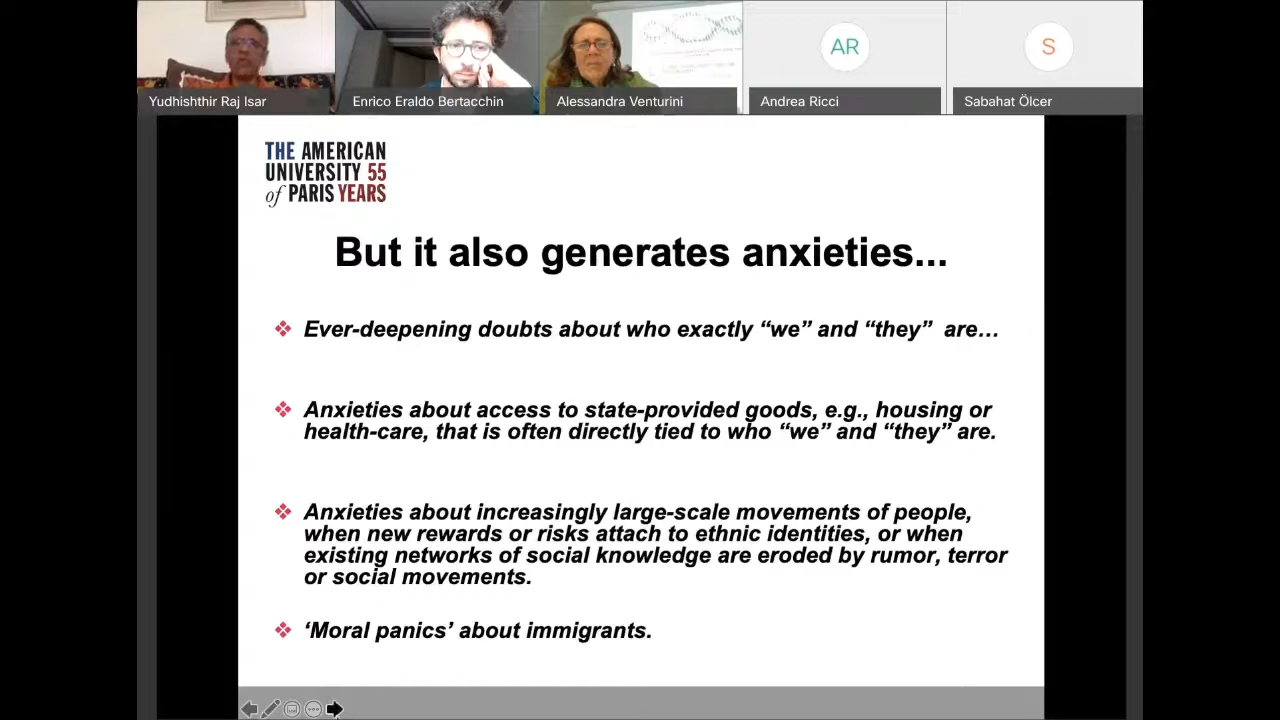 Yudhishthir Raj Isar
Enrico Eraldo Bertacchin
Alessandra Venturini
AR
Andrea Ricci
S
Sabahat Ölcer
THE AMERICAN
UNIVERSITY 55
of PARIS YEARS
But it also generates anxieties...
Ever-deepening doubts about who exactly “we” and “they” are…
Anxieties about access to state-provided goods, e.g., housing or
health-care, that is often directly tied to who “we” and “they” are.
Anxieties about increasingly large-scale movements of people,
when new rewards or risks attach to ethnic identities, or when
existing networks of social knowledge are eroded by rumor, terror
or social movements.
‘Moral panics’ about immigrants.